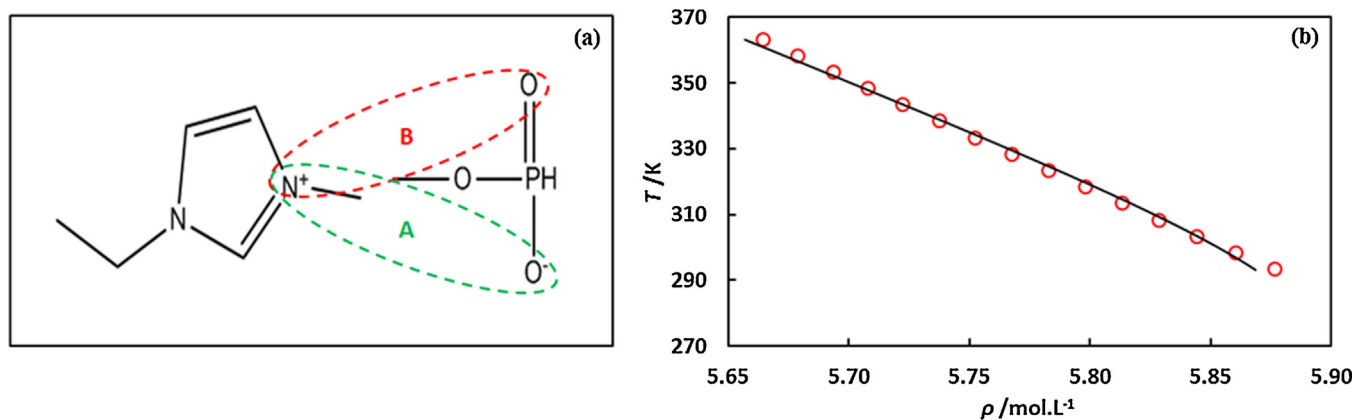 (a)
O
B
N⁺
O
PH
N
A
O⁻
(b)
370
350
330
310
290
270
T /K
5.65
5.70
5.75
5.80
5.85
5.90
ρ /mol.L⁻¹